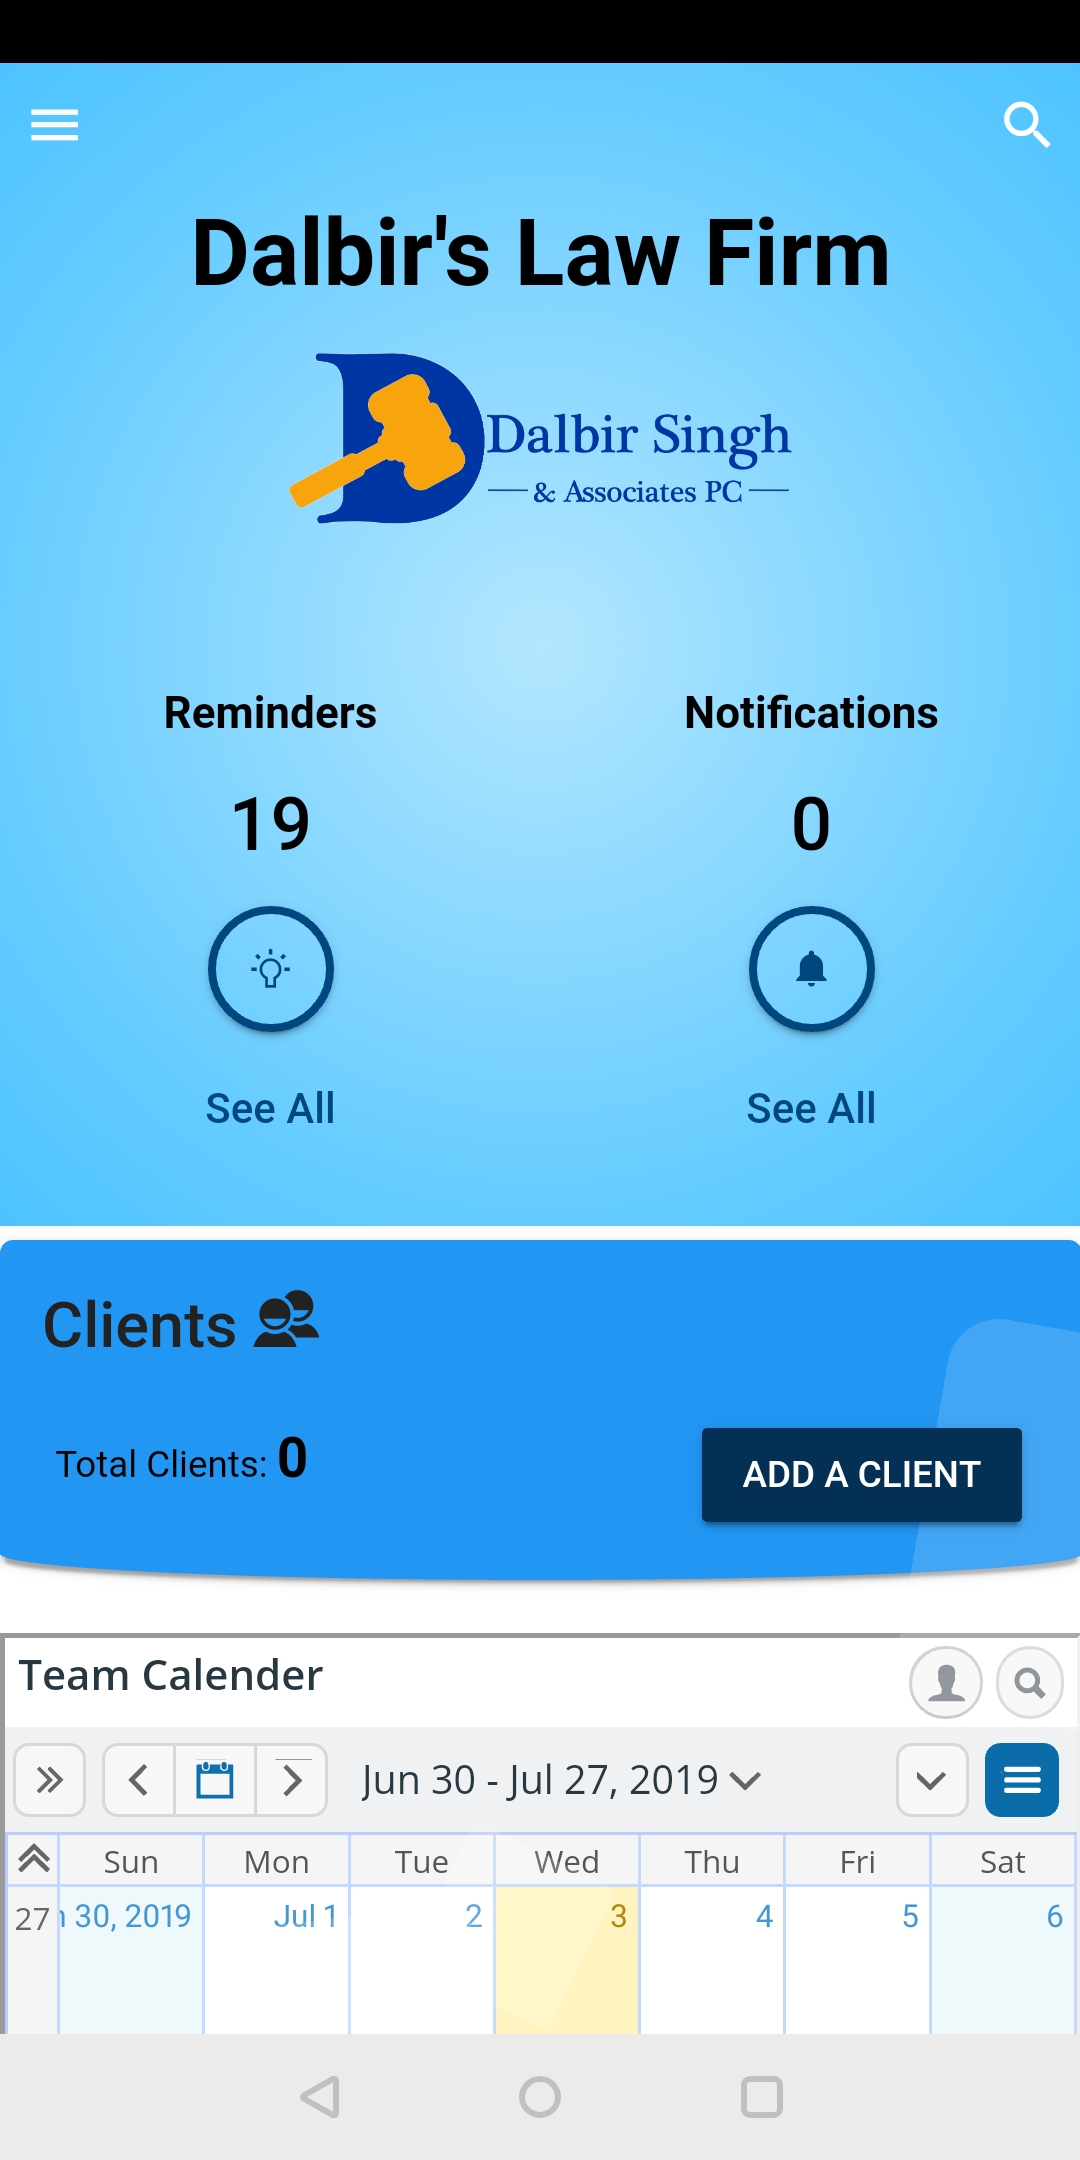 Dalbir's Law Firm
Dalbir Singh
& Associates PC
Reminders
Notifications
19
0
See All
See All
Clients
Total Clients: 0
ADD A CLIENT
Team Calender
Jun 30 - Jul 27, 2019
Sun Mon Tue Wed Thu Fri Sat
27 30, 2019 Jul 1 2 3 4 5 6